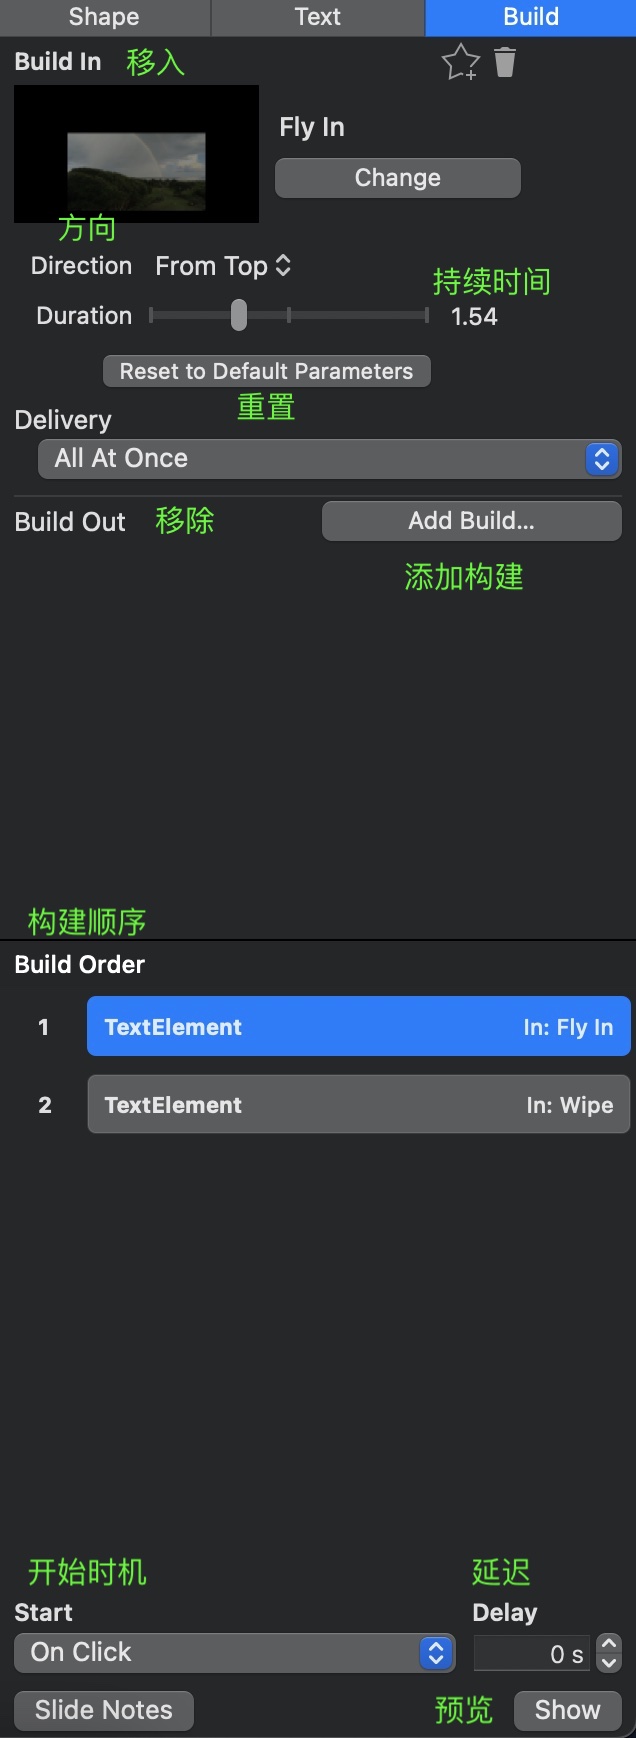 Shape Text Build
Build In 移入
Fly In
Change
方向
Direction From Top
持续时间
Duration 1.54
Reset to Default Parameters
重置
Delivery
All At Once
Build Out 移除 Add Build...
添加构建
构建顺序
Build Order
1 TextElement In: Fly In
2 TextElement In: Wipe
开始时机 延迟
Start Delay
On Click 0 s
Slide Notes 预览 Show